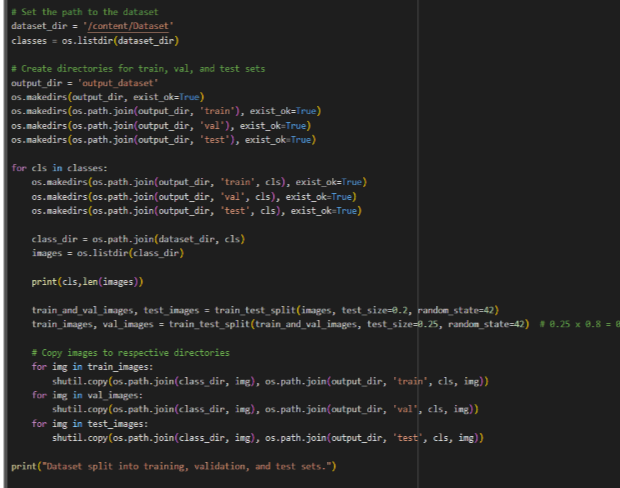 # Set the path to the dataset
dataset_dir = '/content/Dataset'
classes = os.listdir(dataset_dir)
# Create directories for train, val, and test sets
output_dir = 'output_dataset'
os.makedirs(output_dir, exist_ok=True)
os.makedirs(os.path.join(output_dir, 'train'), exist_ok=True)
os.makedirs(os.path.join(output_dir, 'val'), exist_ok=True)
os.makedirs(os.path.join(output_dir, 'test'), exist_ok=True)
for cls in classes:
    os.makedirs(os.path.join(output_dir, 'train', cls), exist_ok=True)
    os.makedirs(os.path.join(output_dir, 'val', cls), exist_ok=True)
    os.makedirs(os.path.join(output_dir, 'test', cls), exist_ok=True)
    class_dir = os.path.join(dataset_dir, cls)
    images = os.listdir(class_dir)
    print(cls,len(images))
    train_and_val_images, test_images = train_test_split(images, test_size=0.2, random_state=42)
    train_images, val_images = train_test_split(train_and_val_images, test_size=0.25, random_state=42)  # 0.25 x 0.8 = 0
    # Copy images to respective directories
    for img in train_images:
        shutil.copy(os.path.join(class_dir, img), os.path.join(output_dir, 'train', cls, img))
    for img in val_images:
        shutil.copy(os.path.join(class_dir, img), os.path.join(output_dir, 'val', cls, img))
    for img in test_images:
        shutil.copy(os.path.join(class_dir, img), os.path.join(output_dir, 'test', cls, img))
print("Dataset split into training, validation, and test sets.")